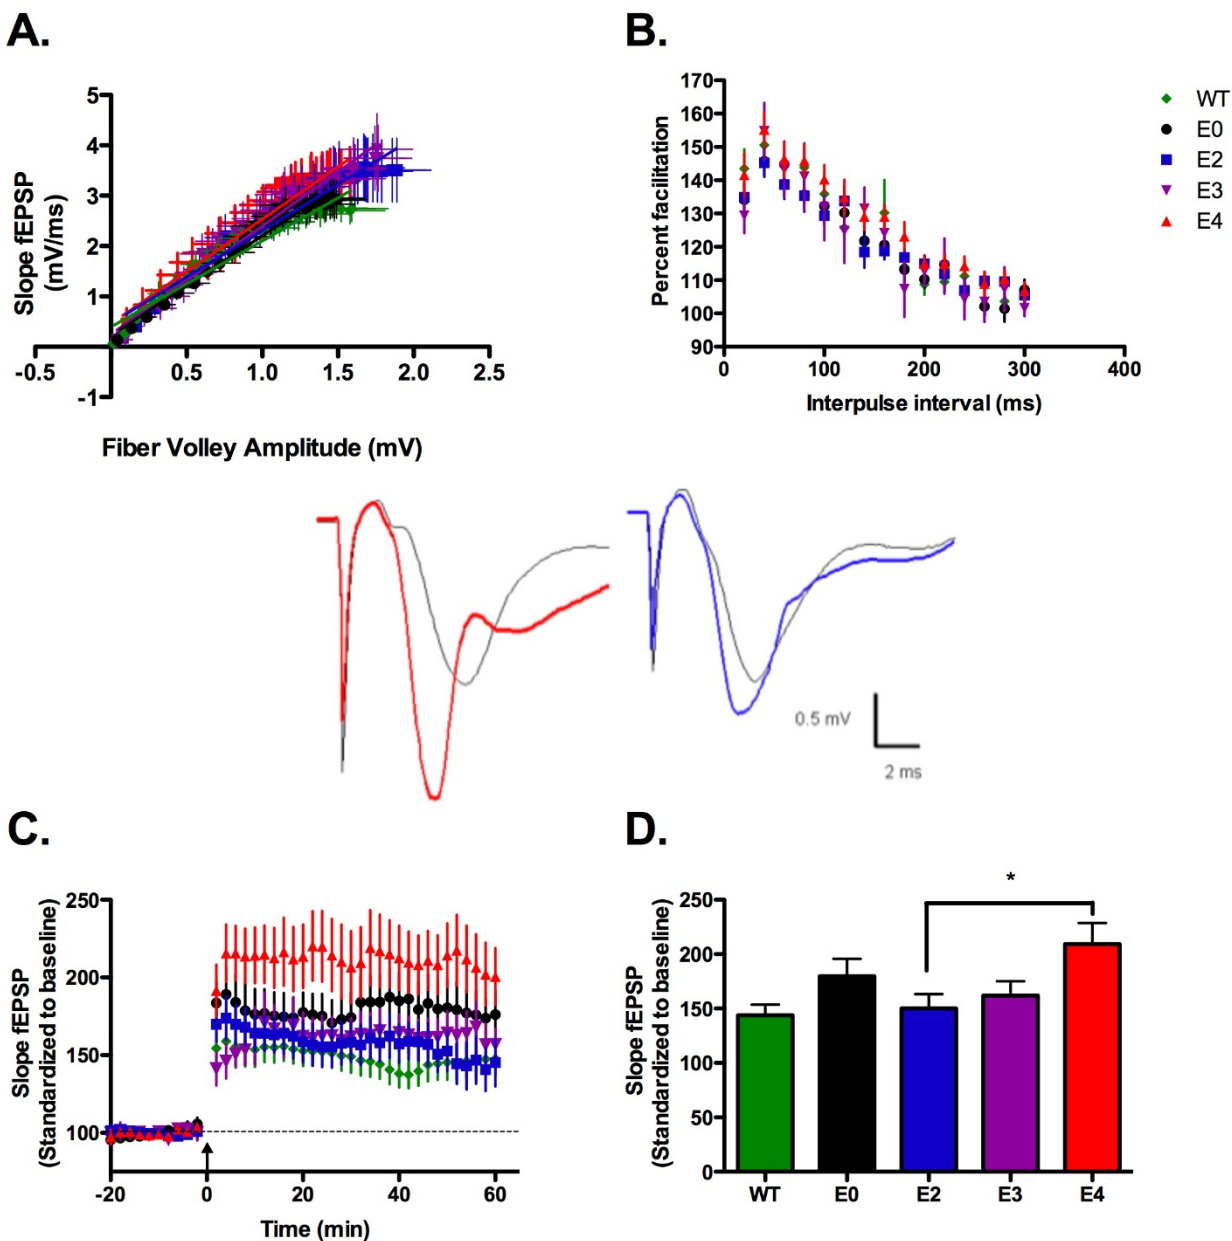 A.
5
4
3
2
1
-1
-0.5
0.5
1.0
1.5
2.0
2.5
Slope fEPSP
(mV/ms)
Fiber Volley Amplitude (mV)
B.
170
160
150
140
130
120
110
100
90
0
100
200
300
400
Percent facilitation
Interpulse interval (ms)
WT
E0
E2
E3
E4
0.5 mV
2 ms
C.
250
200
150
100
-20
0
20
40
60
Slope fEPSP
(Standardized to baseline)
Time (min)
D.
250
200
150
100
50
0
*
WT
E0
E2
E3
E4
Slope fEPSP
(Standardized to baseline)